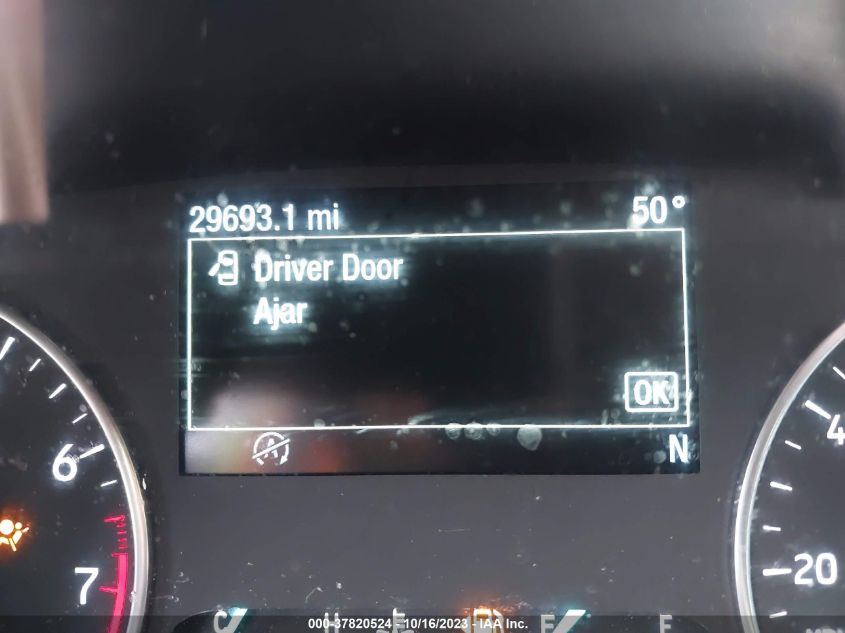 29693.1 mi 50°
Driver Door
Ajar
OK
N
6
7
4
20
C H E F
000-37820524 - 10/16/2023 - IAA Inc.